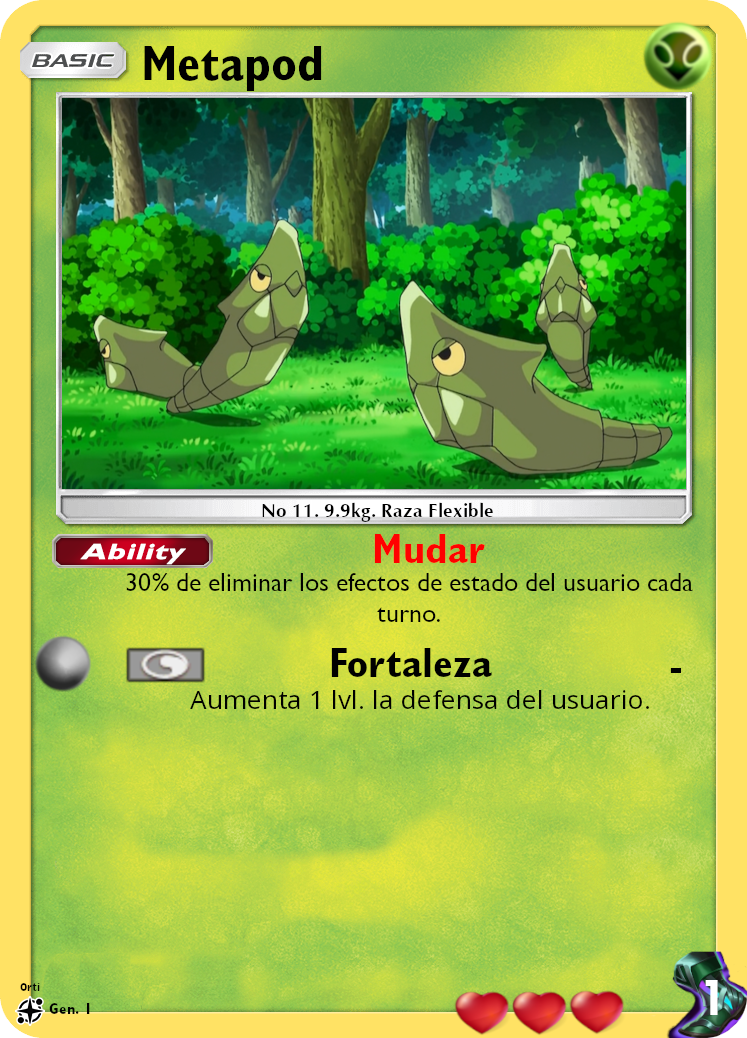 BASIC Metapod
No 11. 9.9kg. Raza Flexible
Ability Mudar
30% de eliminar los efectos de estado del usuario cada
turno.
Fortaleza -
Aumenta 1 lvl. la defensa del usuario.
Orti
Gen. 1
1